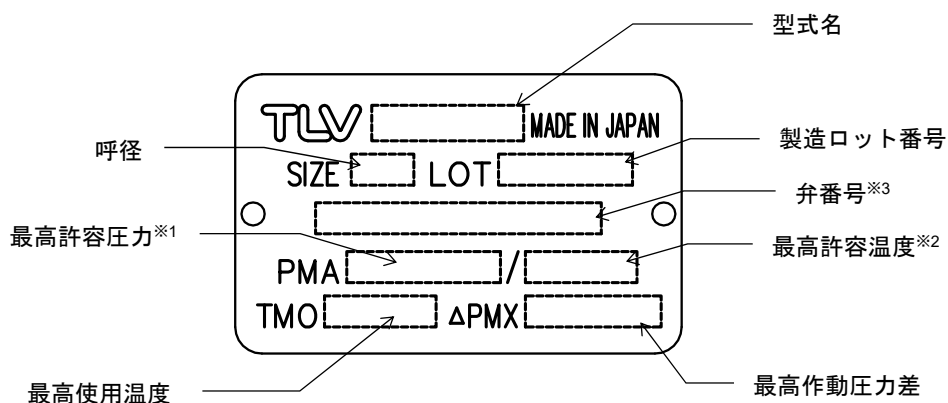 型式名
TLV MADE IN JAPAN
製造ロット番号
呼径
SIZE LOT
弁番号※3
最高許容圧力※1
最高許容温度※2
PMA /
TMO ΔPMX
最高使用温度
最高作動圧力差